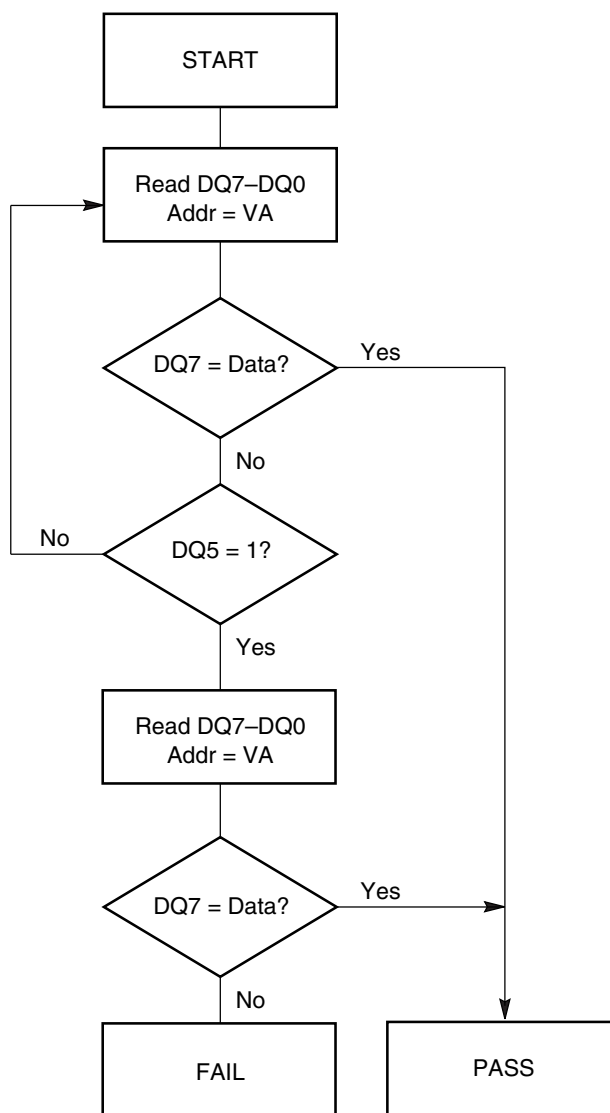 START
Read DQ7–DQ0
Addr = VA
DQ7 = Data?
Yes
No
No
DQ5 = 1?
Yes
Read DQ7–DQ0
Addr = VA
DQ7 = Data?
Yes
No
FAIL
PASS